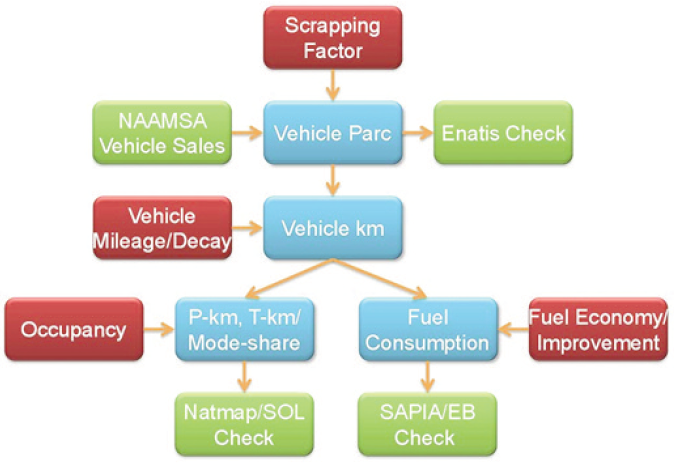 Scrapping
Factor
NAAMSA
Vehicle Sales
Vehicle Parc
Enatis Check
Vehicle
Mileage/Decay
Vehicle km
Occupancy
P-km, T-km/
Mode-share
Fuel
Consumption
Fuel Economy/
Improvement
Natmap/SOL
Check
SAPIA/EB
Check